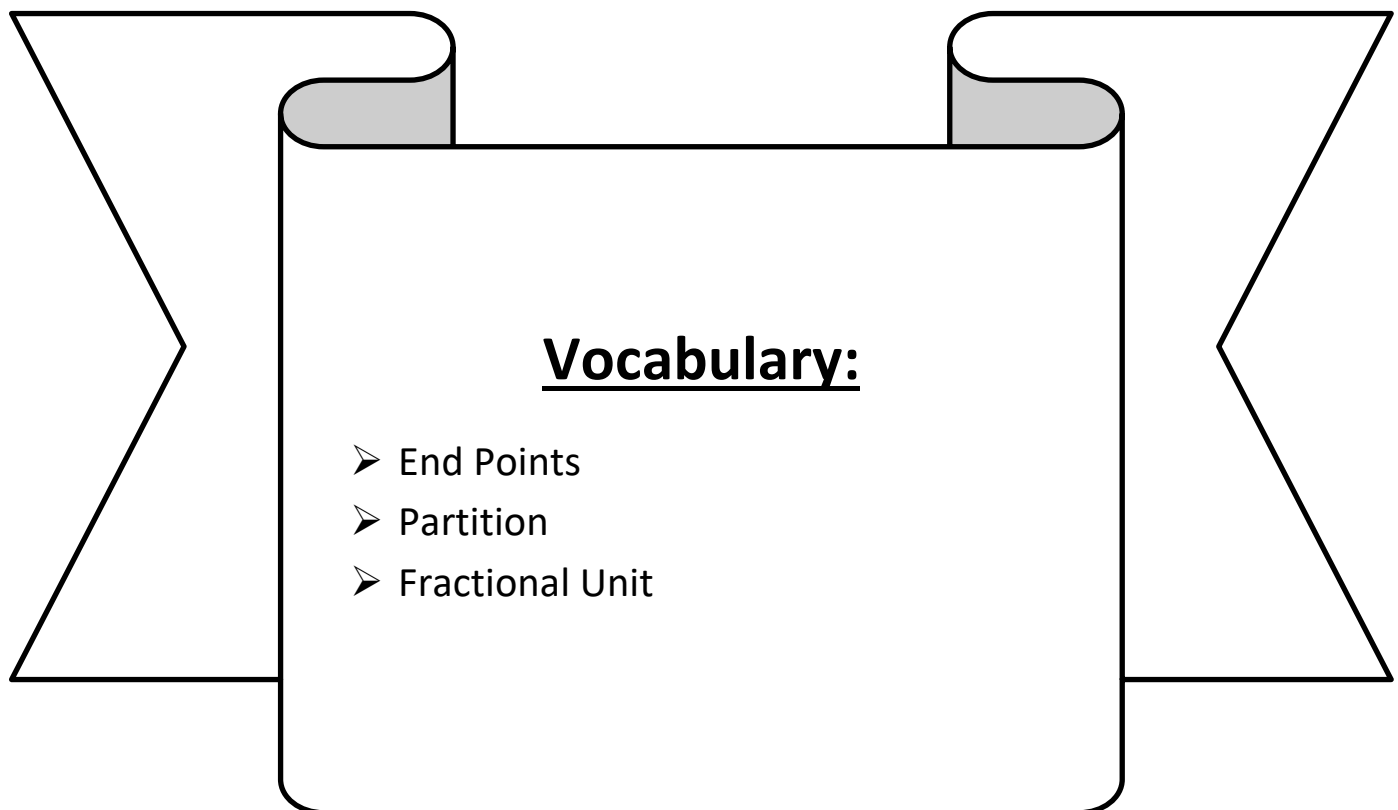 Vocabulary:
➢ End Points
➢ Partition
➢ Fractional Unit